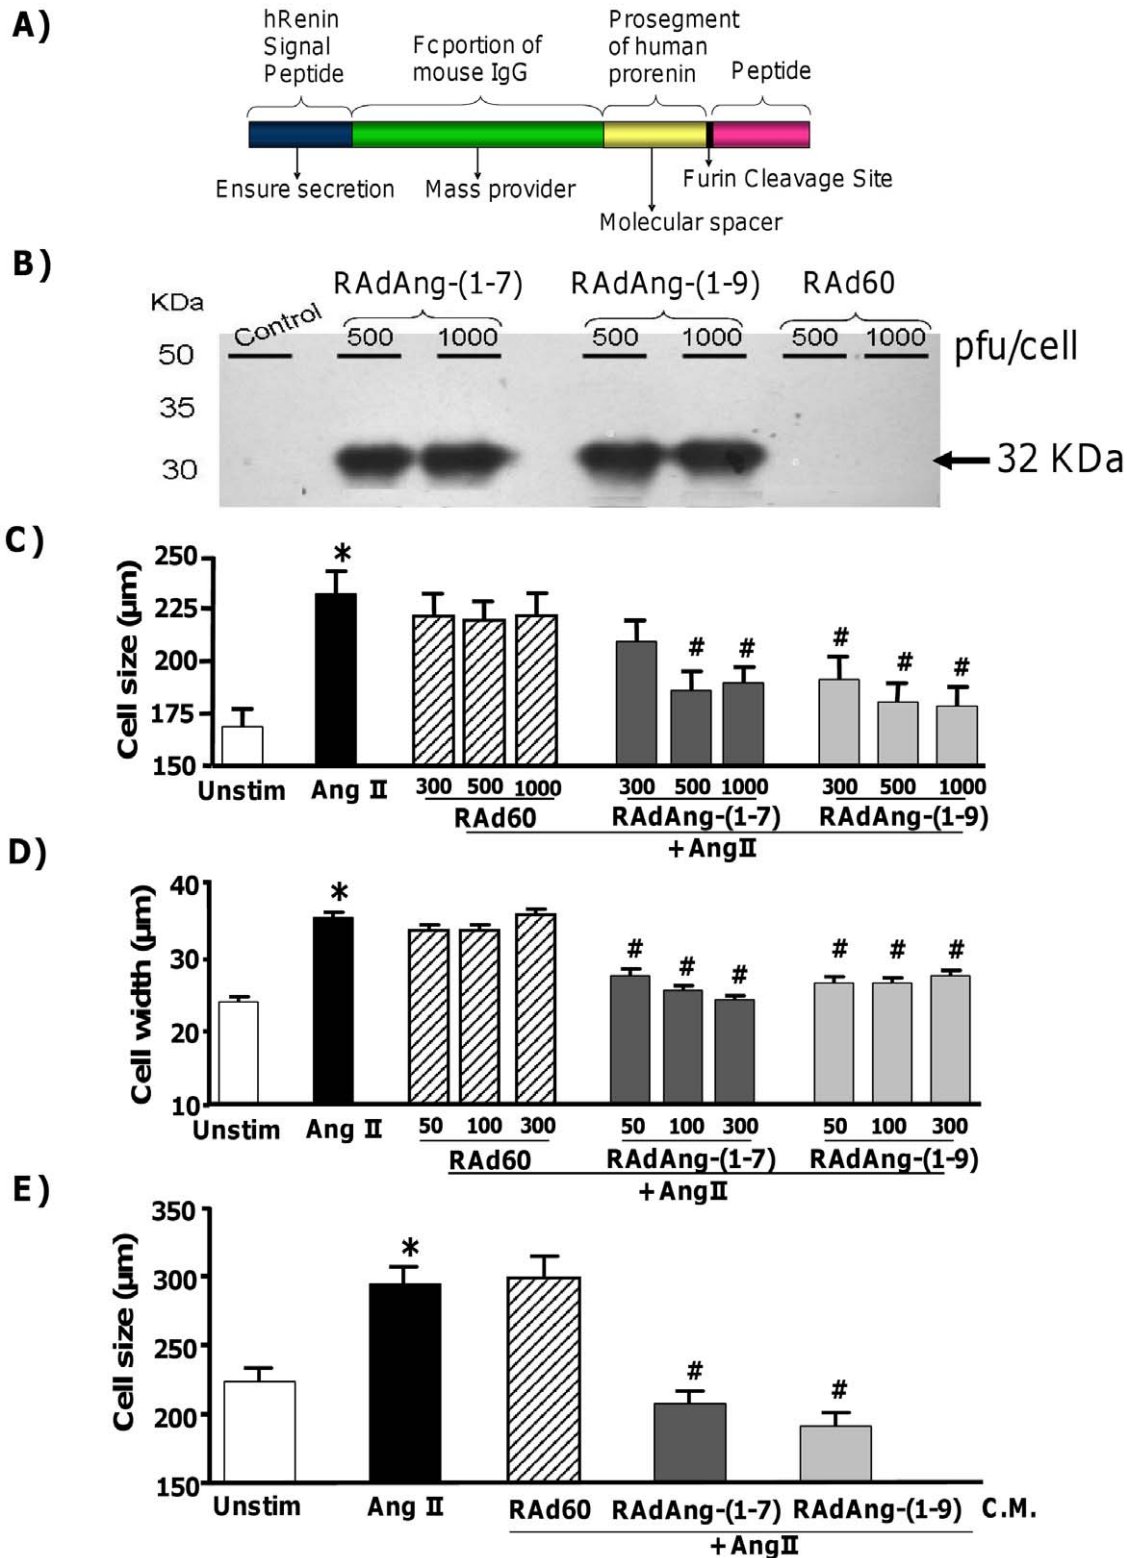 A)
hRenin
Signal
Peptide
Fc portion of
mouse IgG
Prosegment
of human
prorenin
Peptide
Ensure secretion
Mass provider
Furin Cleavage Site
Molecular spacer
B)
KDa
RAdAng-(1-7)
RAdAng-(1-9)
RAd60
Control
500
1000
500
1000
500
1000
pfu/cell
50
35
30
32 KDa
C)
Cell size (µm)
250
225
200
175
150
*
# # # # #
Unstim
Ang II
300 500 1000
300 500 1000
300 500 1000
RAd60
RAdAng-(1-7)
RAdAng-(1-9)
+AngII
D)
Cell width (µm)
40
30
20
10
*
# # # # # #
Unstim
Ang II
50 100 300
50 100 300
50 100 300
RAd60
RAdAng-(1-7)
RAdAng-(1-9)
+AngII
E)
Cell size (µm)
350
300
250
200
150
*
# #
Unstim
Ang II
RAd60
RAdAng-(1-7)
RAdAng-(1-9)
C.M.
+AngII